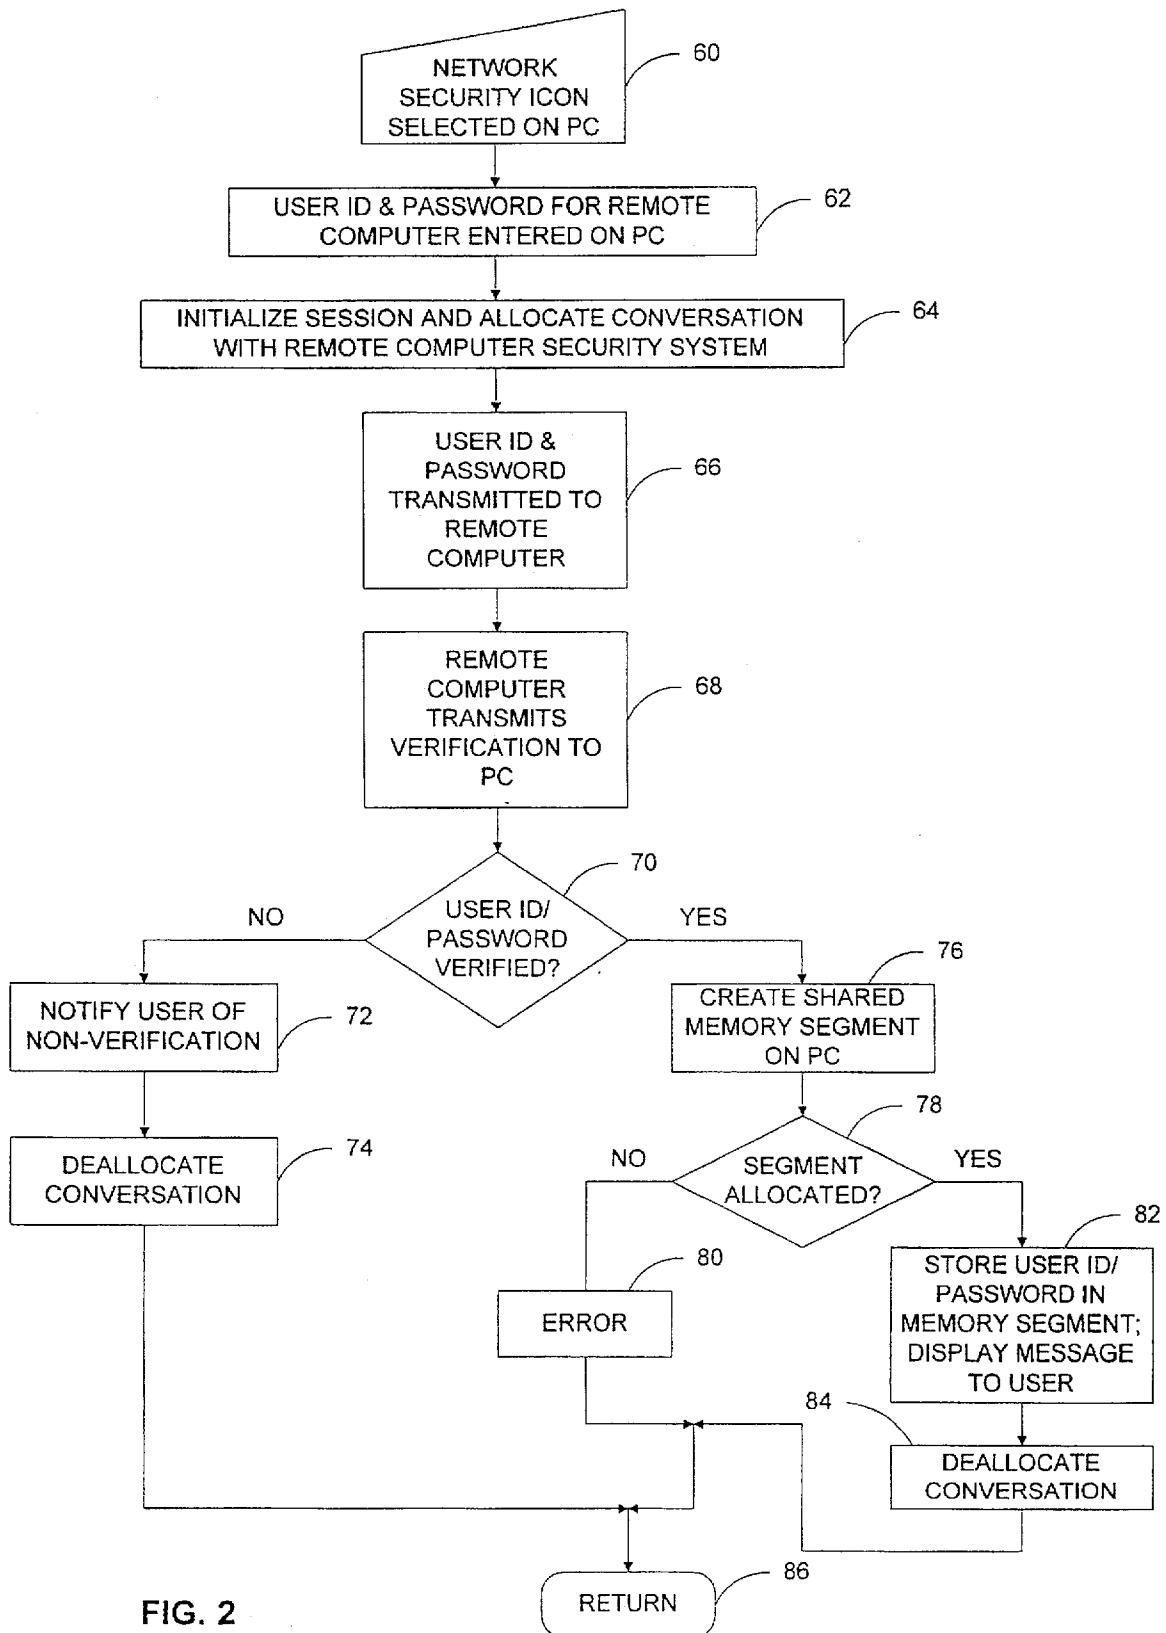 NETWORK
SECURITY ICON
SELECTED ON PC
60
USER ID & PASSWORD FOR REMOTE
COMPUTER ENTERED ON PC
62
INITIALIZE SESSION AND ALLOCATE CONVERSATION
WITH REMOTE COMPUTER SECURITY SYSTEM
64
USER ID &
PASSWORD
TRANSMITTED TO
REMOTE
COMPUTER
66
REMOTE
COMPUTER
TRANSMITS
VERIFICATION TO
PC
68
70
USER ID/
PASSWORD
VERIFIED?
NO
YES
NOTIFY USER OF
NON-VERIFICATION
72
76
CREATE SHARED
MEMORY SEGMENT
ON PC
DEALLOCATE
CONVERSATION
74
78
SEGMENT
ALLOCATED?
NO
YES
80
ERROR
82
STORE USER ID/
PASSWORD IN
MEMORY SEGMENT;
DISPLAY MESSAGE
TO USER
84
DEALLOCATE
CONVERSATION
RETURN
86
FIG. 2